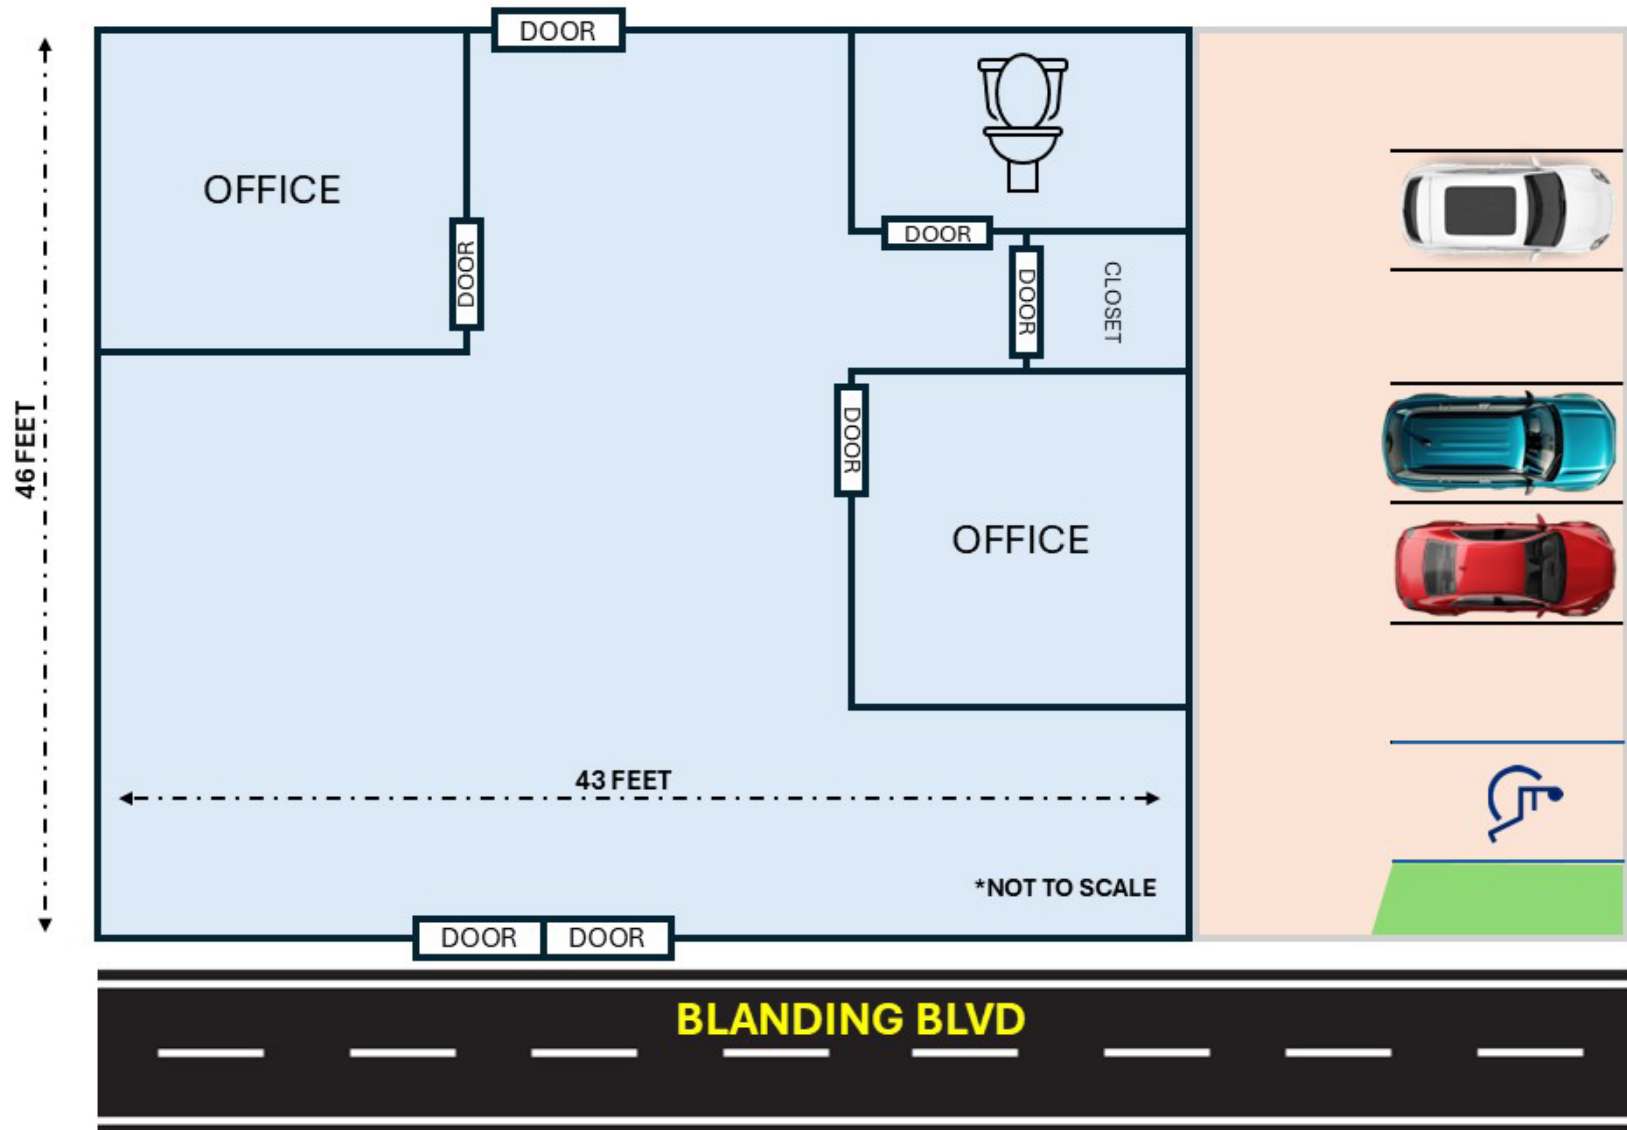 DOOR
OFFICE
DOOR
DOOR
DOOR
CLOSET
46 FEET
DOOR
OFFICE
43 FEET
*NOT TO SCALE
DOOR DOOR
BLANDING BLVD